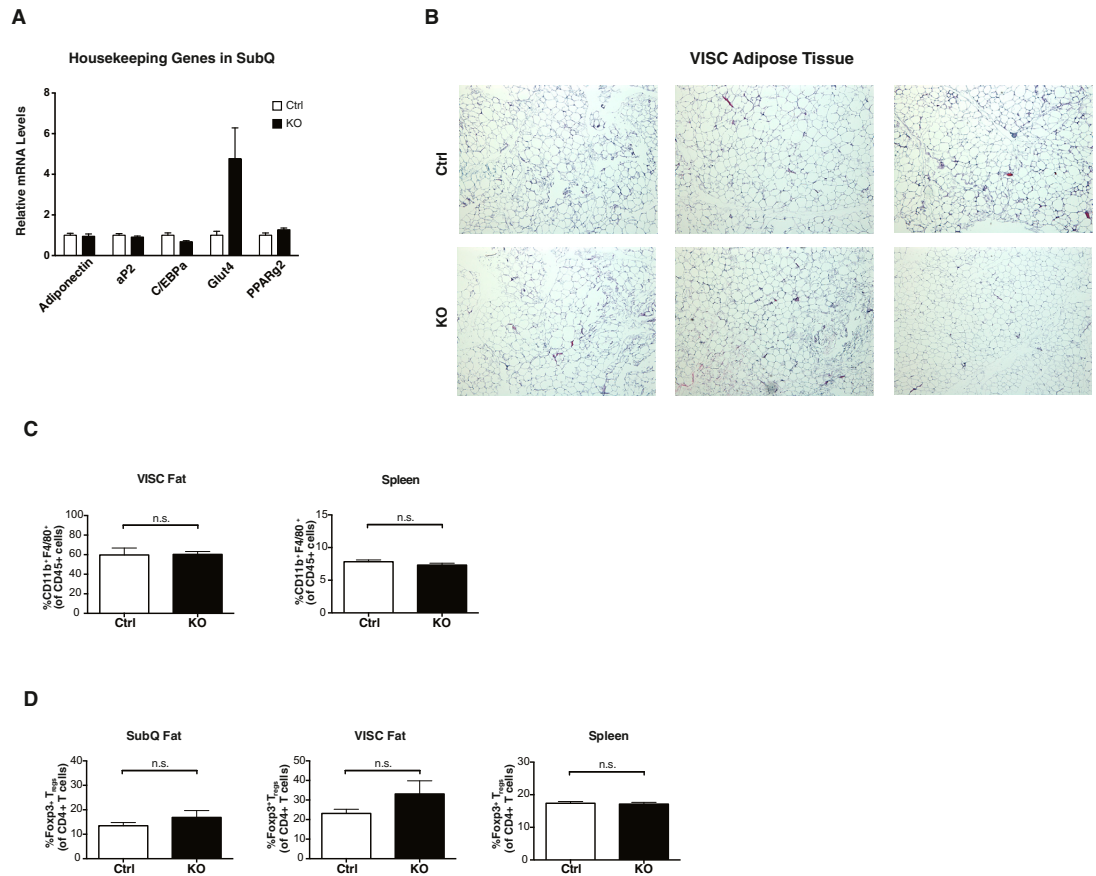 A
Housekeeping Genes in SubQ
Relative mRNA Levels
8
6
4
2
0
Ctrl
KO
Adiponectin
aP2
C/EBPa
Glut4
PPARg2
B
VISC Adipose Tissue
Ctrl
KO
C
VISC Fat
%CD11b+F4/80+
(of CD45+ cells)
100
80
60
40
20
0
n.s.
Ctrl
KO
Spleen
%CD11b+F4/80+
(of CD45+ cells)
15
10
5
0
n.s.
Ctrl
KO
D
SubQ Fat
%Foxp3+ Tregs
(of CD4+ T cells)
40
30
20
10
0
n.s.
Ctrl
KO
VISC Fat
%Foxp3+Tregs
(of CD4+ T cells)
50
40
30
20
10
0
n.s.
Ctrl
KO
Spleen
%Foxp3+ Tregs
(of CD4+ T cells)
30
20
10
0
n.s.
Ctrl
KO